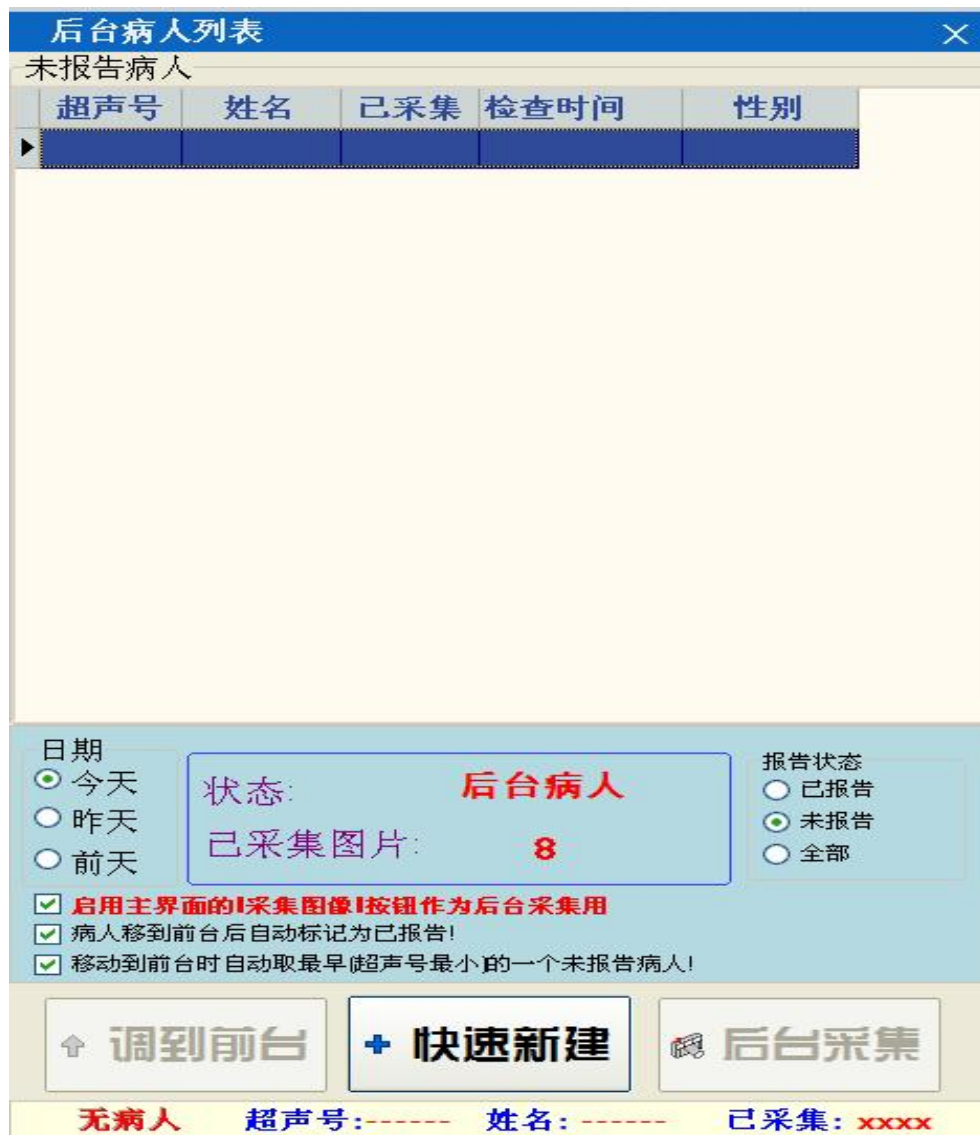 后台病人列表
未报告病人
超声号 姓名 已采集 检查时间 性别
日期
今天
昨天
前天
状态: 后台病人
已采集图片: 8
报告状态
已报告
未报告
全部
启用主界面的[采集图像]按钮作为后台采集用
病人移到前台后自动标记为已报告!
移动到前台时自动取最早(超声号最小)的一个未报告病人!
调到前台 快速新建 后台采集
无病人 超声号:------ 姓名: ------ 已采集: xxxx